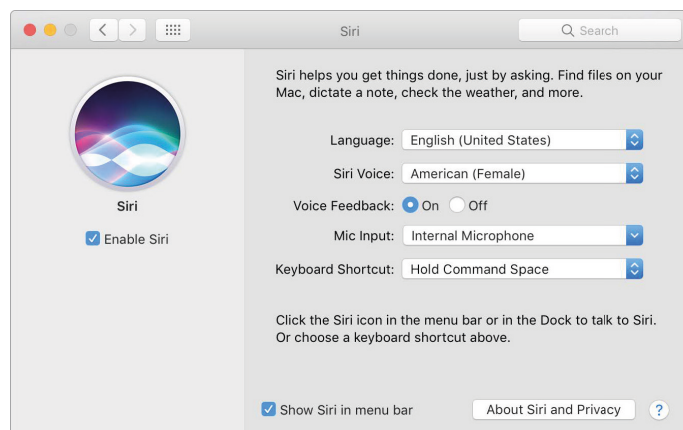 Siri
Search
Siri helps you get things done, just by asking. Find files on your
Mac, dictate a note, check the weather, and more.
Language: English (United States)
Siri Voice: American (Female)
Siri
Voice Feedback: On Off
Enable Siri
Mic Input: Internal Microphone
Keyboard Shortcut: Hold Command Space
Click the Siri icon in the menu bar or in the Dock to talk to Siri.
Or choose a keyboard shortcut above.
Show Siri in menu bar
About Siri and Privacy
?